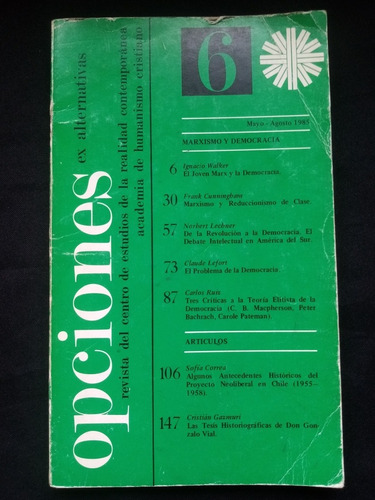 opciones
ex alternativas
revista del centro de estudios de la realidad contemporánea
academia de humanismo cristiano
6
Mayo - Agosto 1985
MARXISMO Y DEMOCRACIA
6 Ignacio Walker
El Joven Marx y la Democracia.
30 Frank Cunningham
Marxismo y Reduccionismo de Clase
57 Norbert Lechner
De la Revolución a la Democracia. El
Debate Intelectual en América del Sur.
73 Claude Lefort
El Problema de la Democracia.
87 Carlos Ruiz
Tres Críticas a la Teoría Elitista de la
Democracia (C. B. Macpherson, Peter
Bachrach, Carole Pateman).
ARTICULOS
106 Sofía Correa
Algunos Antecedentes Históricos del
Proyecto Neoliberal en Chile (1955-
1958).
147 Cristián Gazmuri
Las Tesis Historiográficas de Don Gon-
zalo Vial.